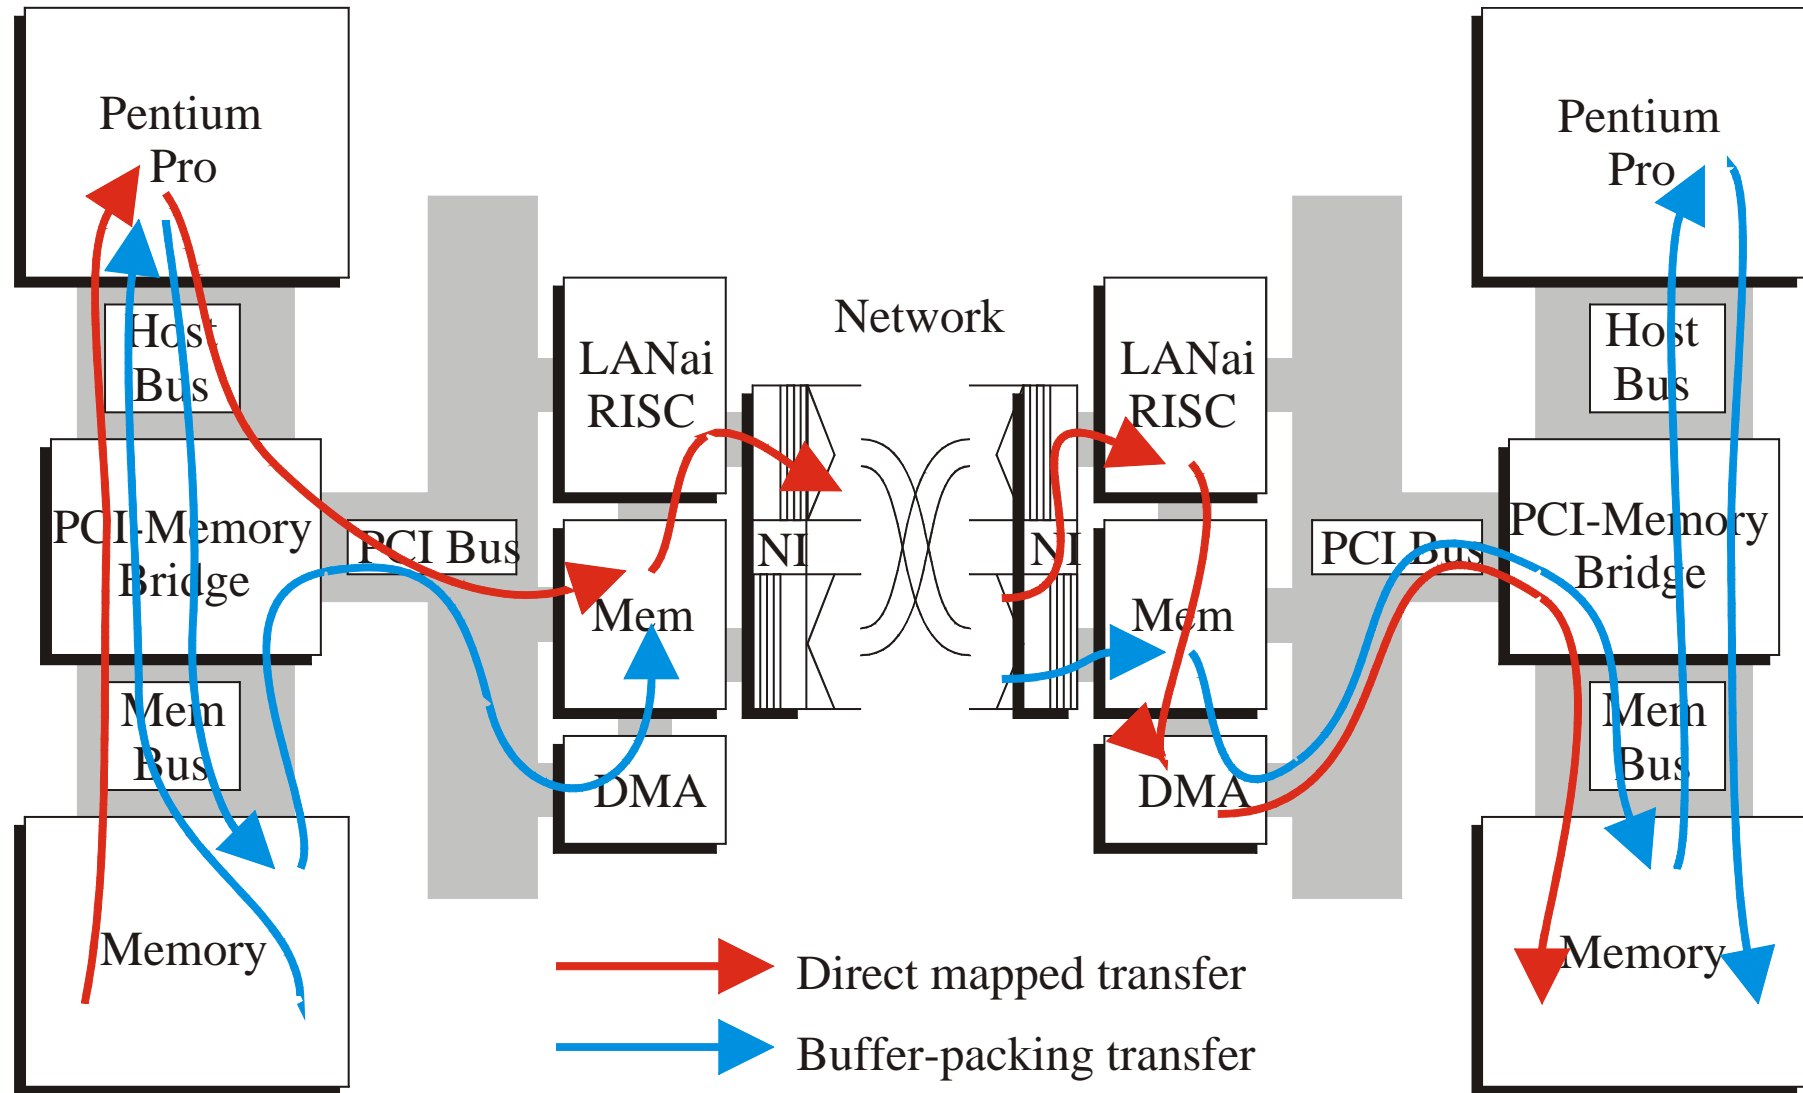 Pentium
Pro
Host
Bus
PCI-Memory
Bridge
Mem
Bus
Memory
PCI Bus
LANai
RISC
Mem
DMA
NI
Network
NI
LANai
RISC
Mem
DMA
PCI Bus
Pentium
Pro
Host
Bus
PCI-Memory
Bridge
Mem
Bus
Memory
Direct mapped transfer
Buffer-packing transfer